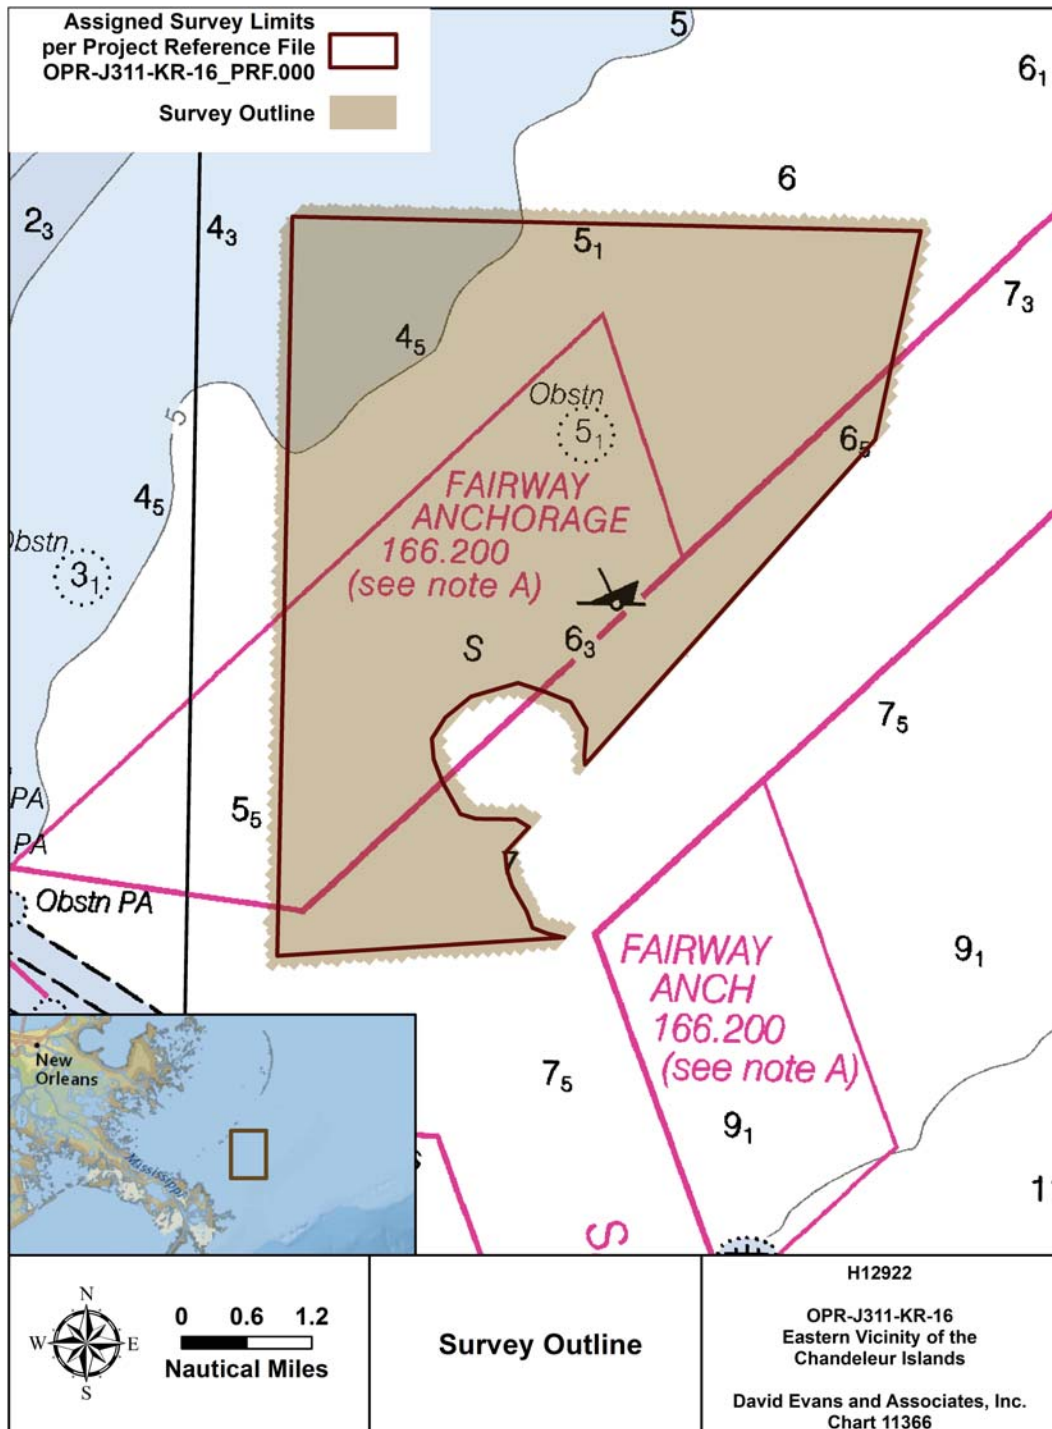 Assigned Survey Limits
per Project Reference File
OPR-J311-KR-16_PRF.000
Survey Outline
5
6₁
6
2₃
4₃
5₁
7₃
4₅
Obstn
5₁
6₅
5
4₅
FAIRWAY
ANCHORAGE
166.200
(see note A)
3₁
6₃
S
7₅
PA
5₅
PA
7
Obstn PA
FAIRWAY
ANCH
166.200
(see note A)
9₁
7₅
9₁
S
New
Orleans
Mississippi
N
W E
S
0 0.6 1.2
Nautical Miles
Survey Outline
H12922
OPR-J311-KR-16
Eastern Vicinity of the
Chandeleur Islands
David Evans and Associates, Inc.
Chart 11366